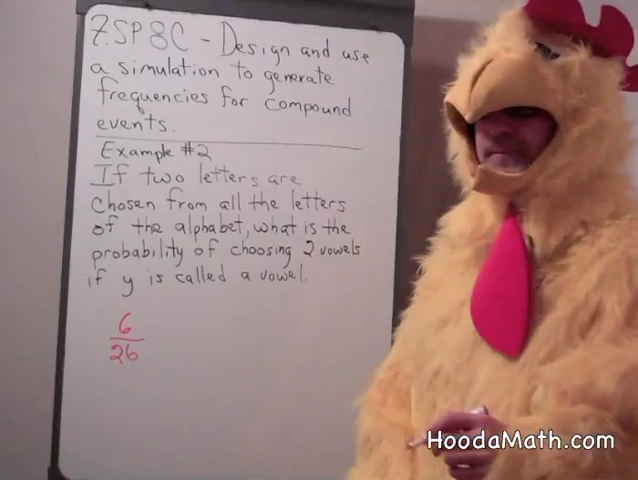 7.SP8C - Design and use
a simulation to generate
frequencies for compound
events.
Example #2
If two letters are
chosen from all the letters
of the alphabet, what is the
probability of choosing 2 vowels
if y is called a vowel.
6
26
HoodaMath.com